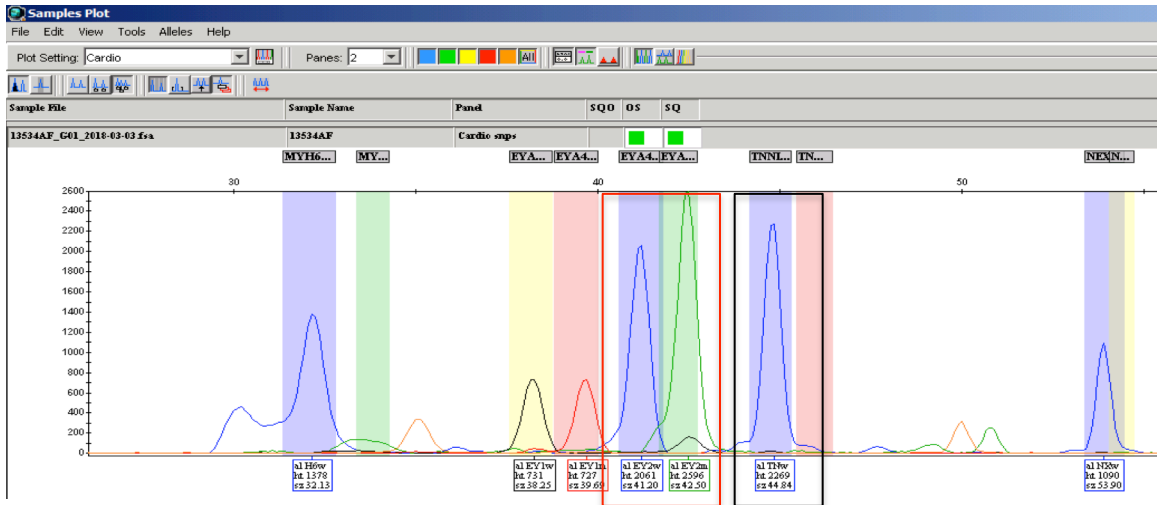 Samples Plot
File Edit View Tools Alleles Help
Plot Setting: Cardio Panes: 2 All
Sample File Sample Name Panel SQO OS SQ
13534AF_G01_2018-03-03.fsa 13534AF Cardio snps
MYH6... MY... EYA... EYA4... EYA4... EYA... TNNI... TN... NEXN...
30 40 50
2600
2400
2200
2000
1800
1600
1400
1200
1000
800
600
400
200
0
al H6w al EY1w al EY1m al EY2w al EY2m al TNw al NXw
ht 1378 ht 731 ht 727 ht 2061 ht 2596 ht 2269 ht 1090
sz 32.13 sz 38.25 sz 39.69 sz 41.20 sz 42.50 sz 44.84 sz 53.90